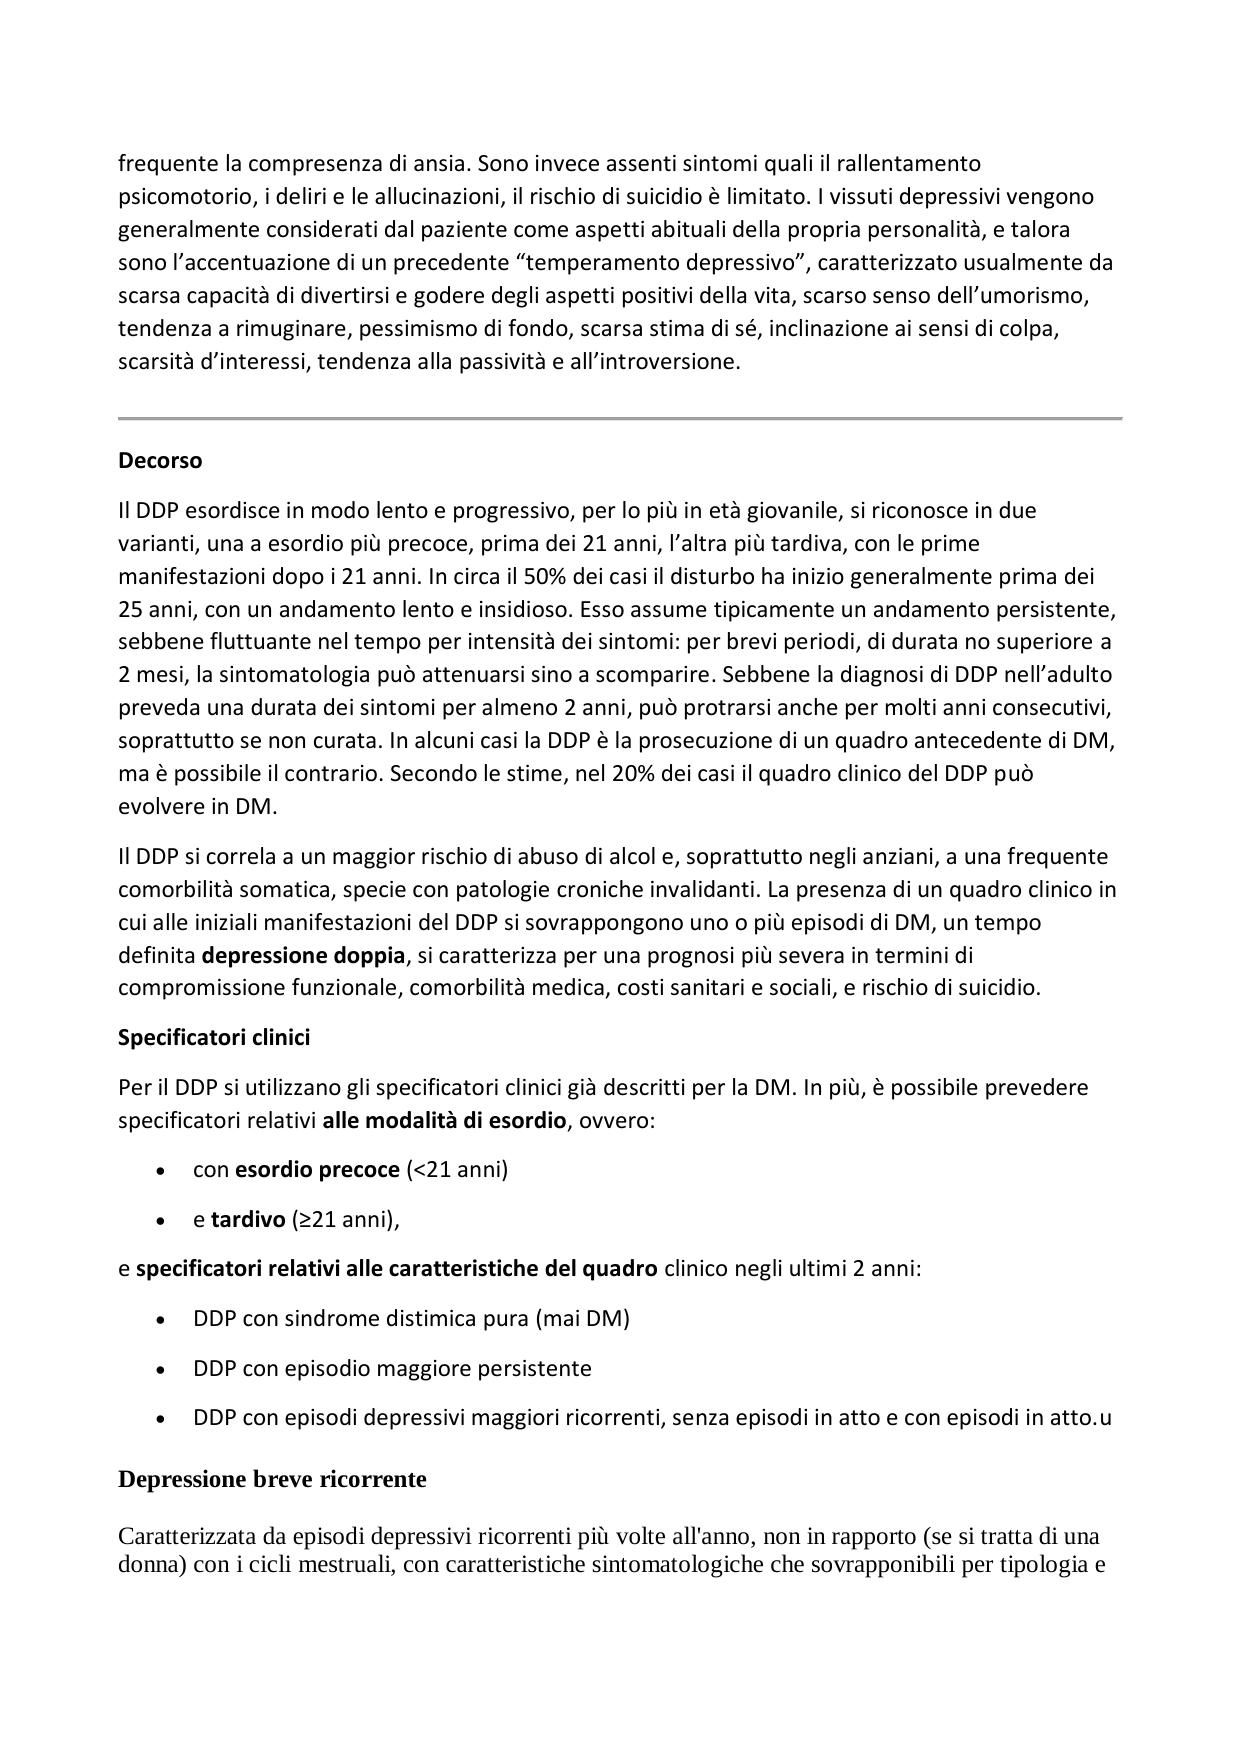 frequente la compresenza di ansia. Sono invece assenti sintomi quali il rallentamento
psicomotorio, i deliri e le allucinazioni, il rischio di suicidio è limitato. I vissuti depressivi vengono
generalmente considerati dal paziente come aspetti abituali della propria personalità, e talora
sono l’accentuazione di un precedente “temperamento depressivo”, caratterizzato usualmente da
scarsa capacità di divertirsi e godere degli aspetti positivi della vita, scarso senso dell’umorismo,
tendenza a rimuginare, pessimismo di fondo, scarsa stima di sé, inclinazione ai sensi di colpa,
scarsità d’interessi, tendenza alla passività e all’introversione.
Decorso
Il DDP esordisce in modo lento e progressivo, per lo più in età giovanile, si riconosce in due
varianti, una a esordio più precoce, prima dei 21 anni, l’altra più tardiva, con le prime
manifestazioni dopo i 21 anni. In circa il 50% dei casi il disturbo ha inizio generalmente prima dei
25 anni, con un andamento lento e insidioso. Esso assume tipicamente un andamento persistente,
sebbene fluttuante nel tempo per intensità dei sintomi: per brevi periodi, di durata no superiore a
2 mesi, la sintomatologia può attenuarsi sino a scomparire. Sebbene la diagnosi di DDP nell’adulto
preveda una durata dei sintomi per almeno 2 anni, può protrarsi anche per molti anni consecutivi,
soprattutto se non curata. In alcuni casi la DDP è la prosecuzione di un quadro antecedente di DM,
ma è possibile il contrario. Secondo le stime, nel 20% dei casi il quadro clinico del DDP può
evolvere in DM.
Il DDP si correla a un maggior rischio di abuso di alcol e, soprattutto negli anziani, a una frequente
comorbilità somatica, specie con patologie croniche invalidanti. La presenza di un quadro clinico in
cui alle iniziali manifestazioni del DDP si sovrappongono uno o più episodi di DM, un tempo
definita depressione doppia, si caratterizza per una prognosi più severa in termini di
compromissione funzionale, comorbilità medica, costi sanitari e sociali, e rischio di suicidio.
Specificatori clinici
Per il DDP si utilizzano gli specificatori clinici già descritti per la DM. In più, è possibile prevedere
specificatori relativi alle modalità di esordio, ovvero:
• con esordio precoce (<21 anni)
• e tardivo (≥21 anni),
e specificatori relativi alle caratteristiche del quadro clinico negli ultimi 2 anni:
• DDP con sindrome distimica pura (mai DM)
• DDP con episodio maggiore persistente
• DDP con episodi depressivi maggiori ricorrenti, senza episodi in atto e con episodi in atto.u
Depressione breve ricorrente
Caratterizzata da episodi depressivi ricorrenti più volte all'anno, non in rapporto (se si tratta di una
donna) con i cicli mestruali, con caratteristiche sintomatologiche che sovrapponibili per tipologia e